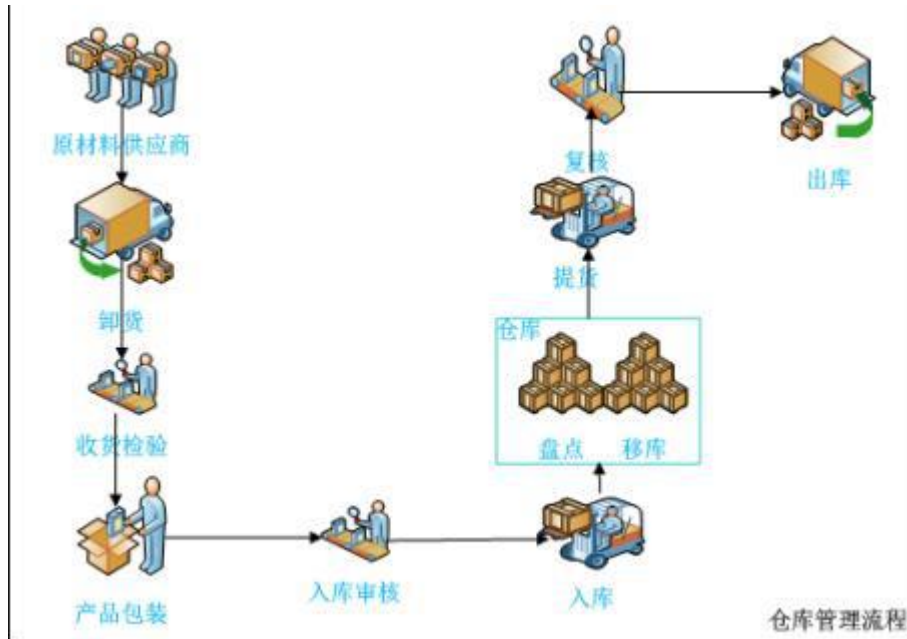 原材料供应商
卸货
收货检验
产品包装
入库审核
入库
仓库
盘点 移库
提货
复核
出库
仓库管理流程